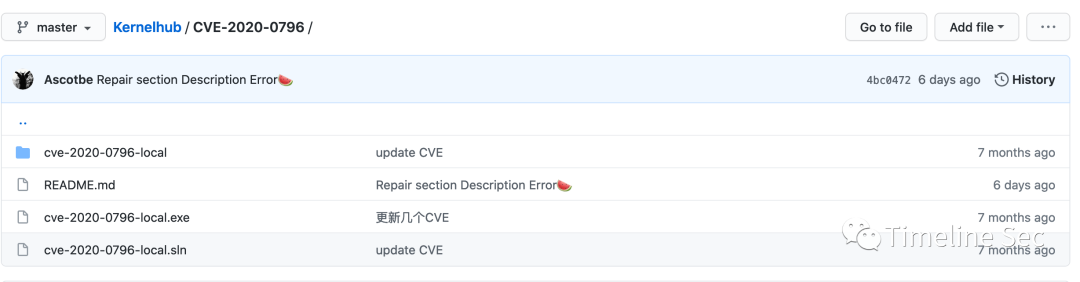 master Kernelhub / CVE-2020-0796 / Go to file Add file ...
Ascotbe Repair section Description Error🍉 4bc0472 6 days ago History
..
cve-2020-0796-local update CVE 7 months ago
README.md Repair section Description Error🍉 6 days ago
cve-2020-0796-local.exe 更新几个CVE 7 months ago
cve-2020-0796-local.sln update CVE 7 months ago
Timeline Sec